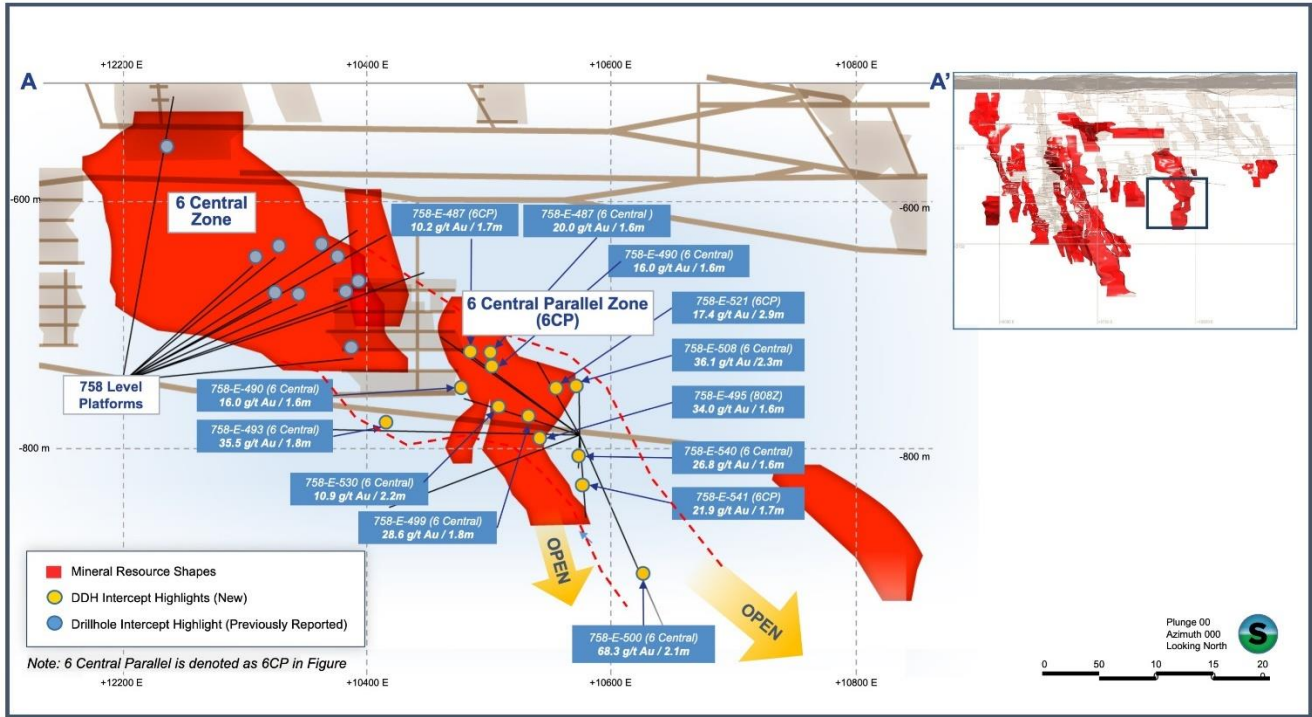 +12200 E
+10400 E
+10600 E
+10800 E
A
A'
6 Central
Zone
758-E-487 (6CP)
10.2 g/t Au / 1.7m
758-E-487 (6 Central )
20.0 g/t Au / 1.6m
-600 m
-600 m
758-E-490 (6 Central)
16.0 g/t Au / 1.6m
6 Central Parallel Zone
(6CP)
758-E-521 (6CP)
17.4 g/t Au / 2.9m
758-E-508 (6 Central)
36.1 g/t Au /2.3m
758 Level
Platforms
758-E-490 (6 Central)
16.0 g/t Au / 1.6m
758-E-495 (808Z)
34.0 g/t Au / 1.6m
758-E-493 (6 Central)
35.5 g/t Au / 1.8m
-800 m
-800 m
758-E-540 (6 Central)
26.8 g/t Au / 1.6m
758-E-530 (6 Central)
10.9 g/t Au / 2.2m
758-E-541 (6CP)
21.9 g/t Au / 1.7m
758-E-499 (6 Central)
28.6 g/t Au / 1.8m
OPEN
OPEN
Mineral Resource Shapes
DDH Intercept Highlights (New)
Drillhole Intercept Highlight (Previously Reported)
758-E-500 (6 Central)
68.3 g/t Au / 2.1m
Note: 6 Central Parallel is denoted as 6CP in Figure
Plunge 00
Azimuth 000
Looking North
S
0 50 10 15 20
0 0 0
+12200 E
+10400 E
+10600 E
+10800 E